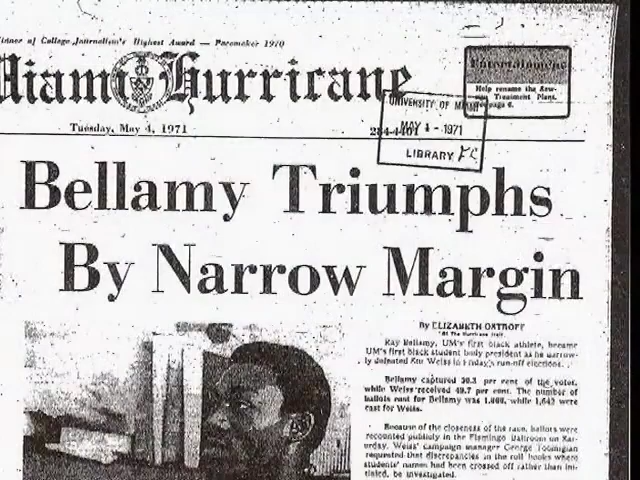 Winner of College Journalism's Highest Award — Pacemaker 1970
Miami Hurricane
Entertainment
Help rename the Sewage
Treatment Plant.
page 6.
Tuesday, May 4, 1971
284-4401
UNIVERSITY OF MIAMI
MAY 4 - 1971
LIBRARY
Bellamy Triumphs
By Narrow Margin
By ELIZABETH OSTROFF
Of The Hurricane Staff
Ray Bellamy, UM's first black athlete, became
UM's first black student body president as he narrow-
ly defeated Weiss in Friday's run-off elections.
Bellamy captured 50.3 per cent of the votes,
while Weiss received 49.7 per cent. The number of
ballots cast for Bellamy was while 1,642 were
cast for Weiss.
Because of the closeness of the race, ballots were
recounted publicly in the Flamingo Ballroom on Sat-
urday. Weiss' campaign manager George
requested that discrepancies in the roll books where
students' names had been crossed off rather than ini-
tialed, be investigated.